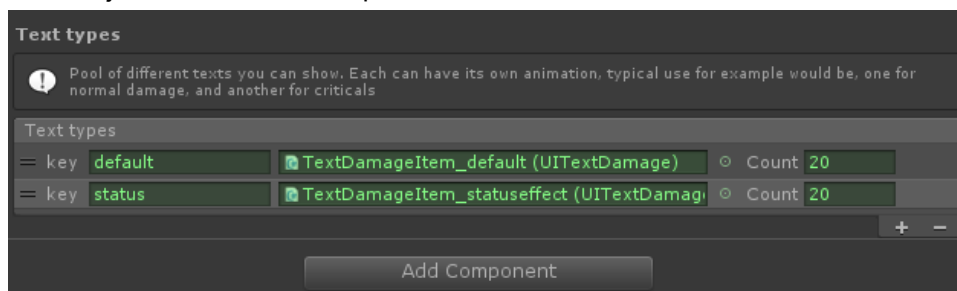 Text types
Pool of different texts you can show. Each can have its own animation, typical use for example would be, one for
normal damage, and another for criticals
Text types
key default TextDamageItem_default (UITextDamage) Count 20
key status TextDamageItem_statuseffect (UITextDamag Count 20
+ −
Add Component